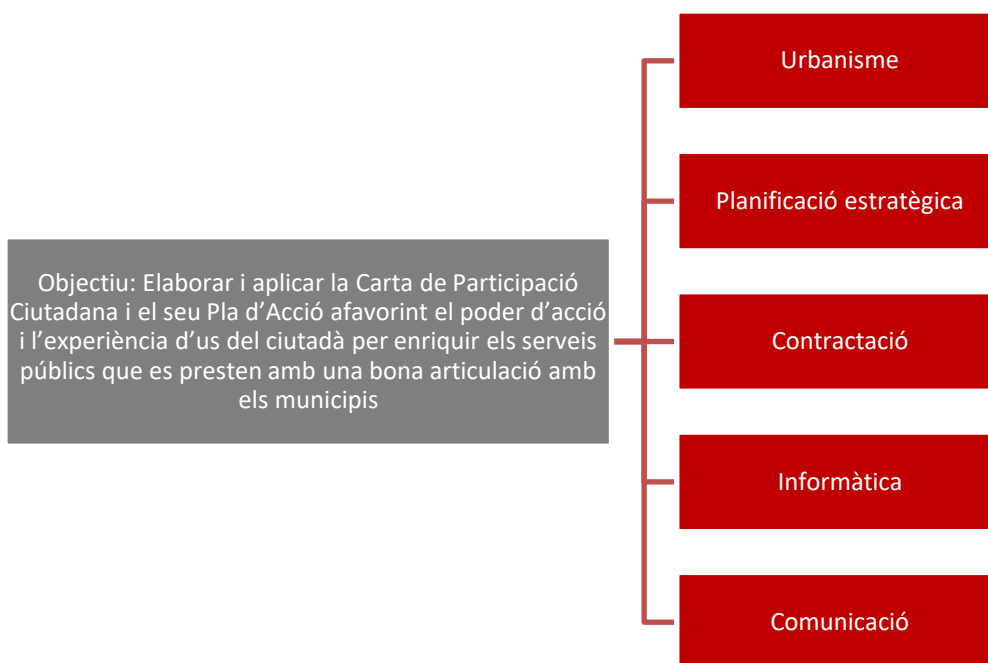 Objectiu: Elaborar i aplicar la Carta de Participació
Ciutadana i el seu Pla d’Acció afavorint el poder d’acció
i l’experiència d’us del ciutadà per enriquir els serveis
públics que es presten amb una bona articulació amb
els municipis
Urbanisme
Planificació estratègica
Contractació
Informàtica
Comunicació